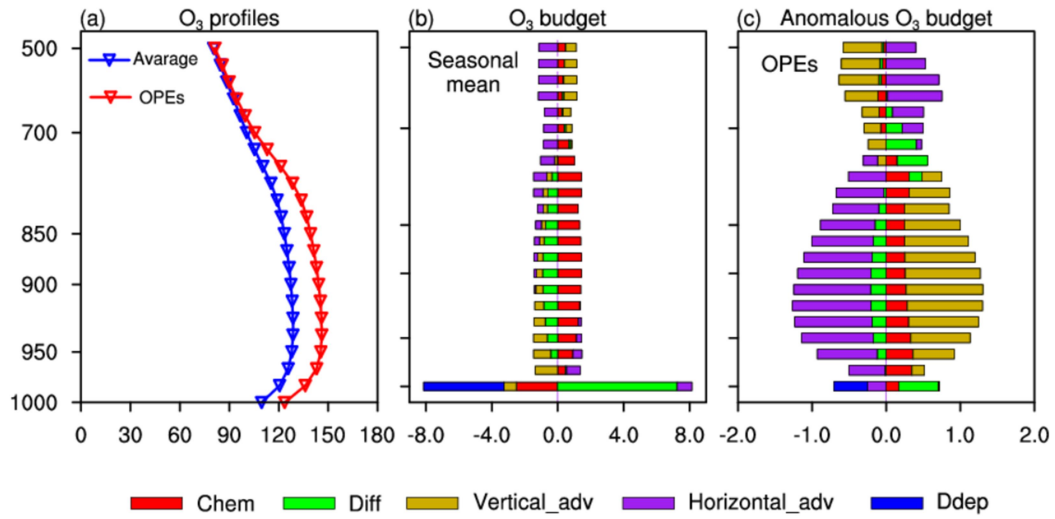 (a) O₃ profiles
(b) O₃ budget
(c) Anomalous O₃ budget
Avarage
OPEs
Seasonal
mean
OPEs
500
700
850
900
950
1000
0 30 60 90 120 150 180
-8.0 -4.0 0.0 4.0 8.0
-2.0 -1.0 0.0 1.0 2.0
Chem Diff Vertical_adv Horizontal_adv Ddep